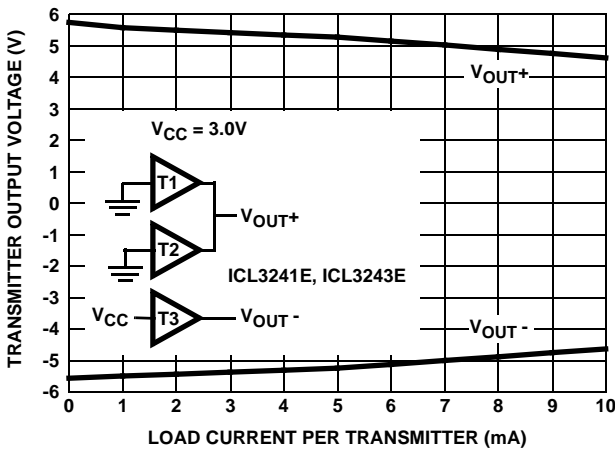 TRANSMITTER OUTPUT VOLTAGE (V)
6
5
4
3
2
1
0
-1
-2
-3
-4
-5
-6
VOUT+
VCC = 3.0V
T1
VOUT+
T2
ICL3241E, ICL3243E
VCC
T3
VOUT -
VOUT -
0 1 2 3 4 5 6 7 8 9 10
LOAD CURRENT PER TRANSMITTER (mA)